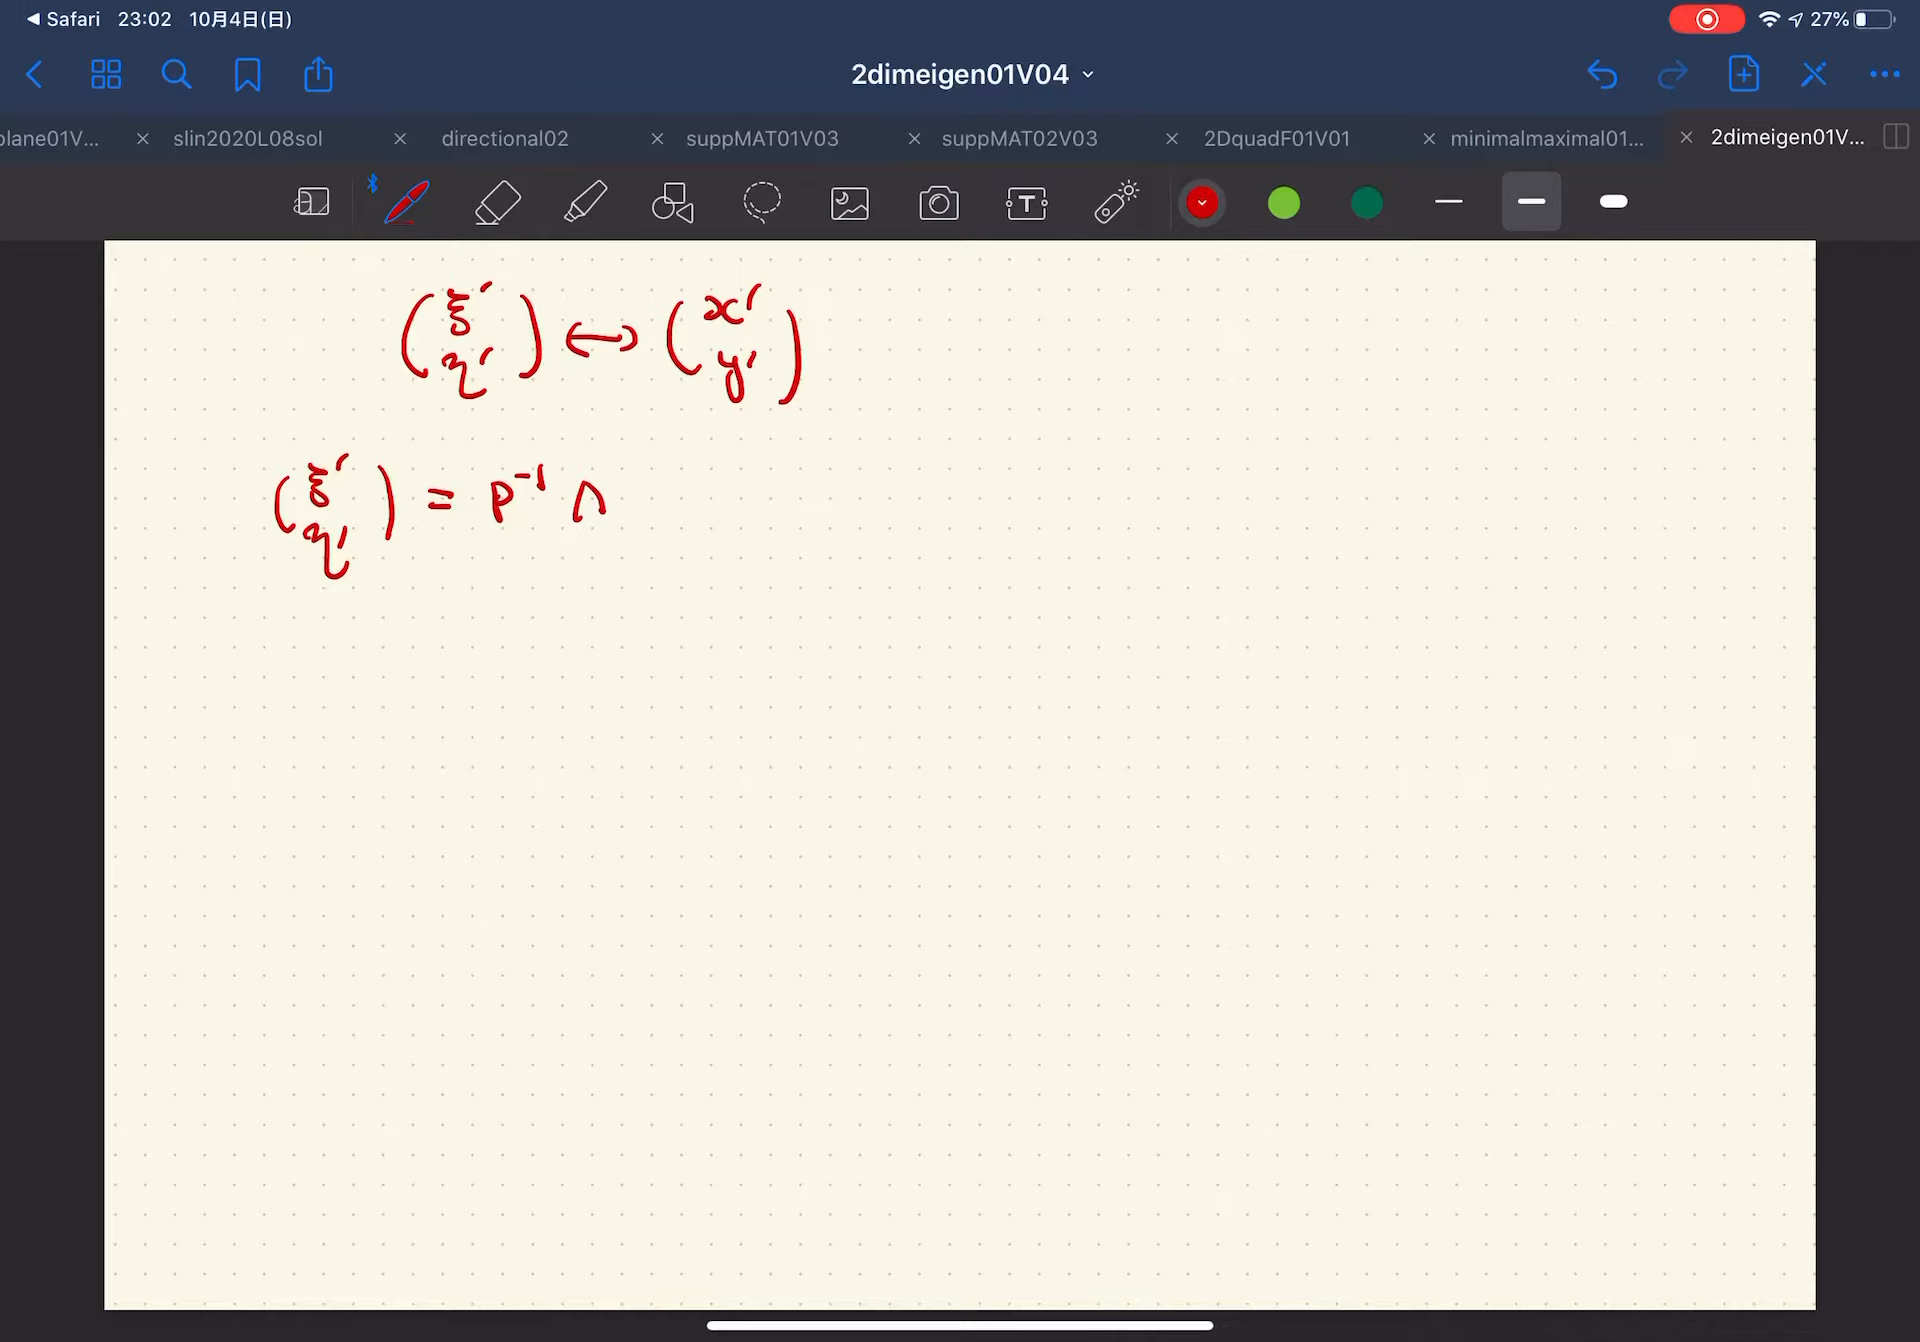 ◀ Safari 23:02 10月4日(日) 27%
2dimeigen01V04
plane01V... × slin2020L08sol × directional02 × suppMAT01V03 × suppMAT02V03 × 2DquadF01V01 × minimalmaximal01... × 2dimeigen01V...
(ξ′ η′) ↔ (x′ y′)
(ξ′ η′) = P⁻¹